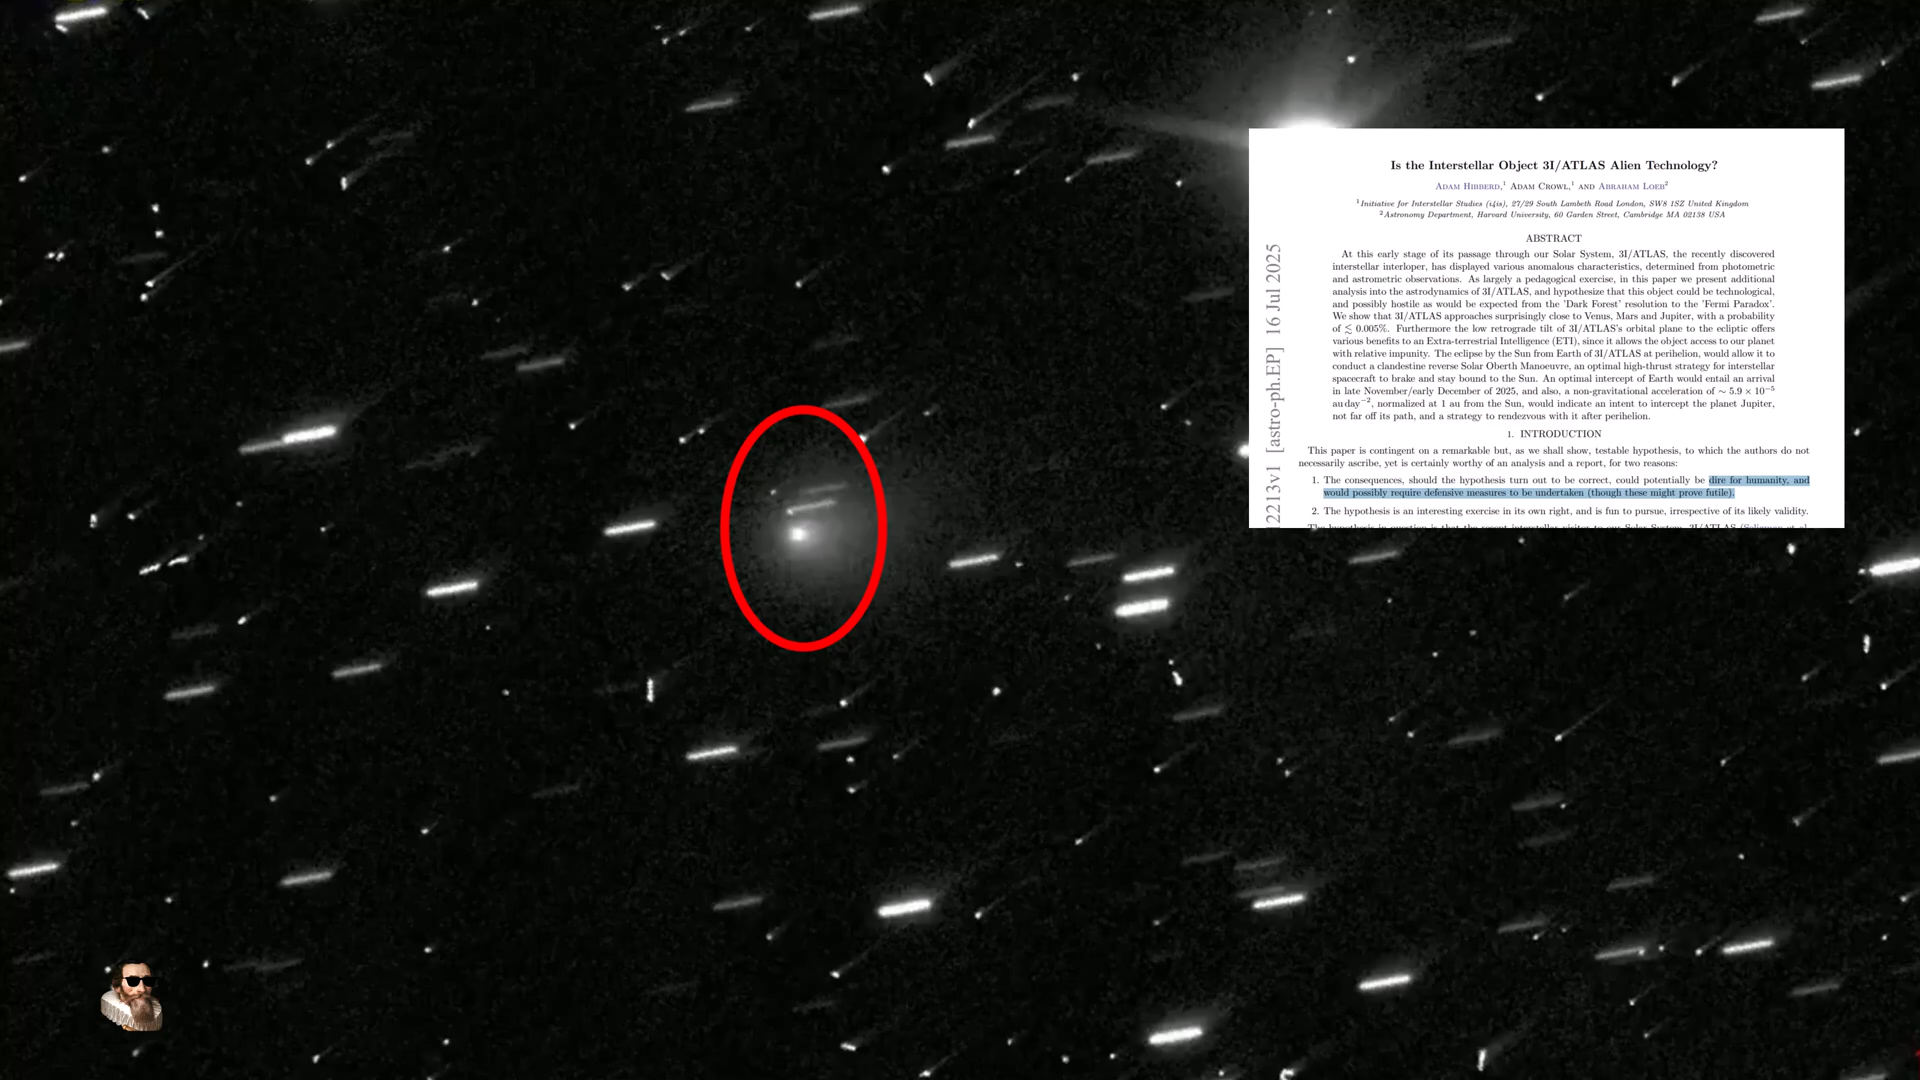 Is the Interstellar Object 3I/ATLAS Alien Technology?
Adam Hibberd,¹ Adam Crowl,¹ and Abraham Loeb²
¹Initiative for Interstellar Studies (i4is), 27/29 South Lambeth Road London, SW8 1SZ United Kingdom
²Astronomy Department, Harvard University, 60 Garden Street, Cambridge MA 02138 USA
ABSTRACT
At this early stage of its passage through our Solar System, 3I/ATLAS, the recently discovered
interstellar interloper, has displayed various anomalous characteristics, determined from photometric
and astrometric observations. As largely a pedagogical exercise, in this paper we present additional
analysis into the astrodynamics of 3I/ATLAS, and hypothesize that this object could be technological,
and possibly hostile as would be expected from the 'Dark Forest' resolution to the 'Fermi Paradox'.
We show that 3I/ATLAS approaches surprisingly close to Venus, Mars and Jupiter, with a probability
of ≲ 0.005%. Furthermore the low retrograde tilt of 3I/ATLAS's orbital plane to the ecliptic offers
various benefits to an Extra-terrestrial Intelligence (ETI), since it allows the object access to our planet
with relative impunity. The eclipse by the Sun from Earth of 3I/ATLAS at perihelion, would allow it to
conduct a clandestine reverse Solar Oberth Manoeuvre, an optimal high-thrust strategy for interstellar
spacecraft to brake and stay bound to the Sun. An optimal intercept of Earth would entail an arrival
in late November/early December of 2025, and also, a non-gravitational acceleration of ∼ 5.9 × 10⁻⁵
au day⁻², normalized at 1 au from the Sun, would indicate an intent to intercept the planet Jupiter,
not far off its path, and a strategy to rendezvous with it after perihelion.
1. INTRODUCTION
This paper is contingent on a remarkable but, as we shall show, testable hypothesis, to which the authors do not
necessarily ascribe, yet is certainly worthy of an analysis and a report, for two reasons:
1. The consequences, should the hypothesis turn out to be correct, could potentially be dire for humanity, and
would possibly require defensive measures to be undertaken (though these might prove futile).
2. The hypothesis is an interesting exercise in its own right, and is fun to pursue, irrespective of its likely validity.
2213v1 [astro-ph.EP] 16 Jul 2025